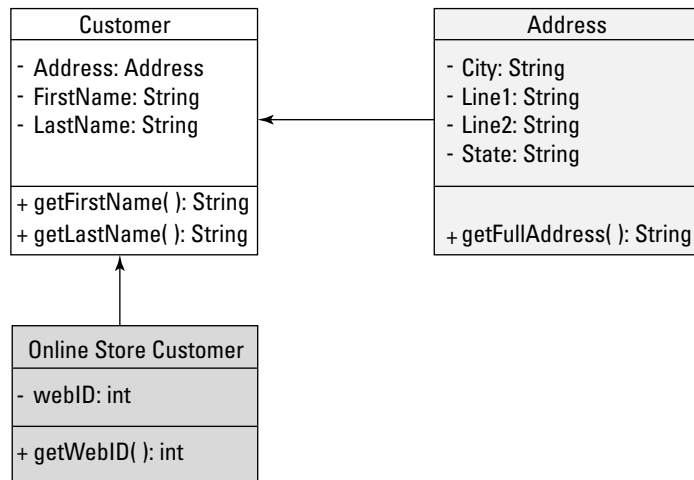 Customer
- Address: Address
- FirstName: String
- LastName: String
+ getFirstName( ): String
+ getLastName( ): String
Address
- City: String
- Line1: String
- Line2: String
- State: String
+ getFullAddress( ): String
Online Store Customer
- webID: int
+ getWebID( ): int